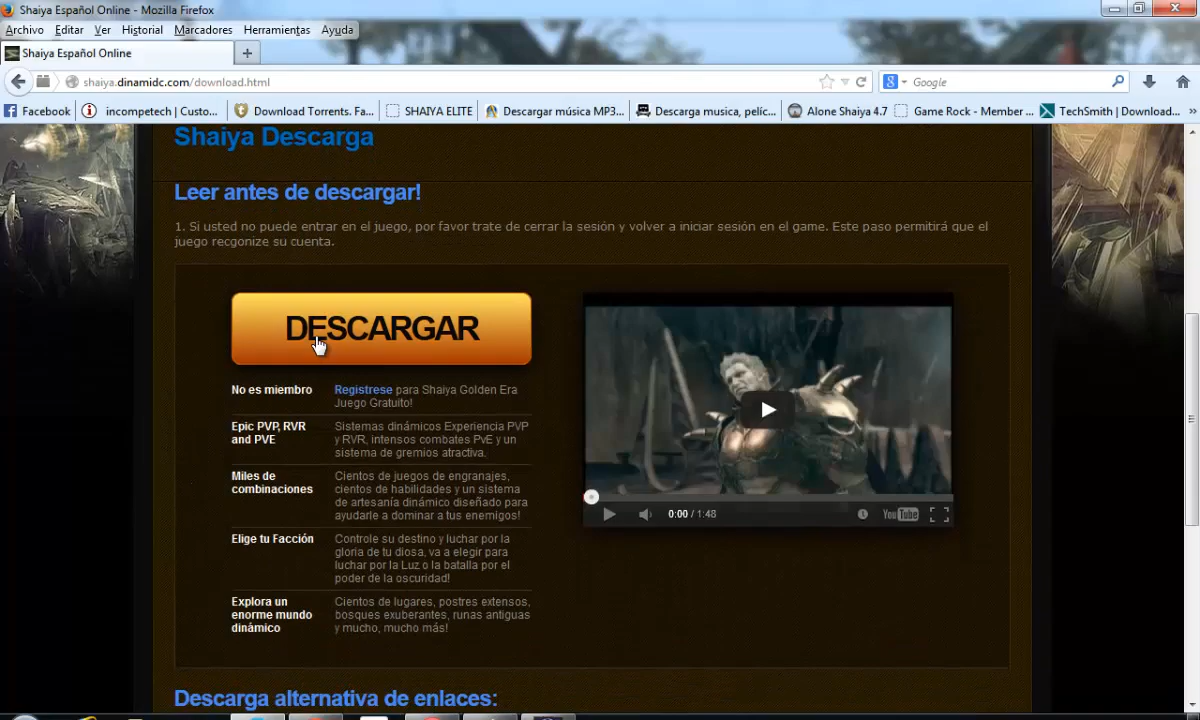 Shaiya Español Online - Mozilla Firefox
Archivo Editar Ver Historial Marcadores Herramientas Ayuda
Shaiya Español Online
shaiya.dinamidc.com/download.html
Google
Facebook
incompetech | Custo...
Download Torrents. Fa...
SHAIYA ELITE
Descargar música MP3...
Descarga musica, pelíc...
Alone Shaiya 4.7
Game Rock - Member ...
TechSmith | Download...
Shaiya Descarga
Leer antes de descargar!
1. Si usted no puede entrar en el juego, por favor trate de cerrar la sesión y volver a iniciar sesión en el game. Este paso permitirá que el
juego recgonize su cuenta.
DESCARGAR
No es miembro
Registrese para Shaiya Golden Era
Juego Gratuito!
Epic PVP, RVR
and PVE
Sistemas dinámicos Experiencia PVP
y RVR, intensos combates PvE y un
sistema de gremios atractiva.
Miles de
combinaciones
Cientos de juegos de engranajes,
cientos de habilidades y un sistema
de artesanía dinámico diseñado para
ayudarle a dominar a tus enemigos!
Elige tu Facción
Controle su destino y luchar por la
gloria de tu diosa, va a elegir para
luchar por la Luz o la batalla por el
poder de la oscuridad!
Explora un
enorme mundo
dinámico
Cientos de lugares, postres extensos,
bosques exuberantes, runas antiguas
y mucho, mucho más!
0:00 / 1:48
YouTube
Descarga alternativa de enlaces: